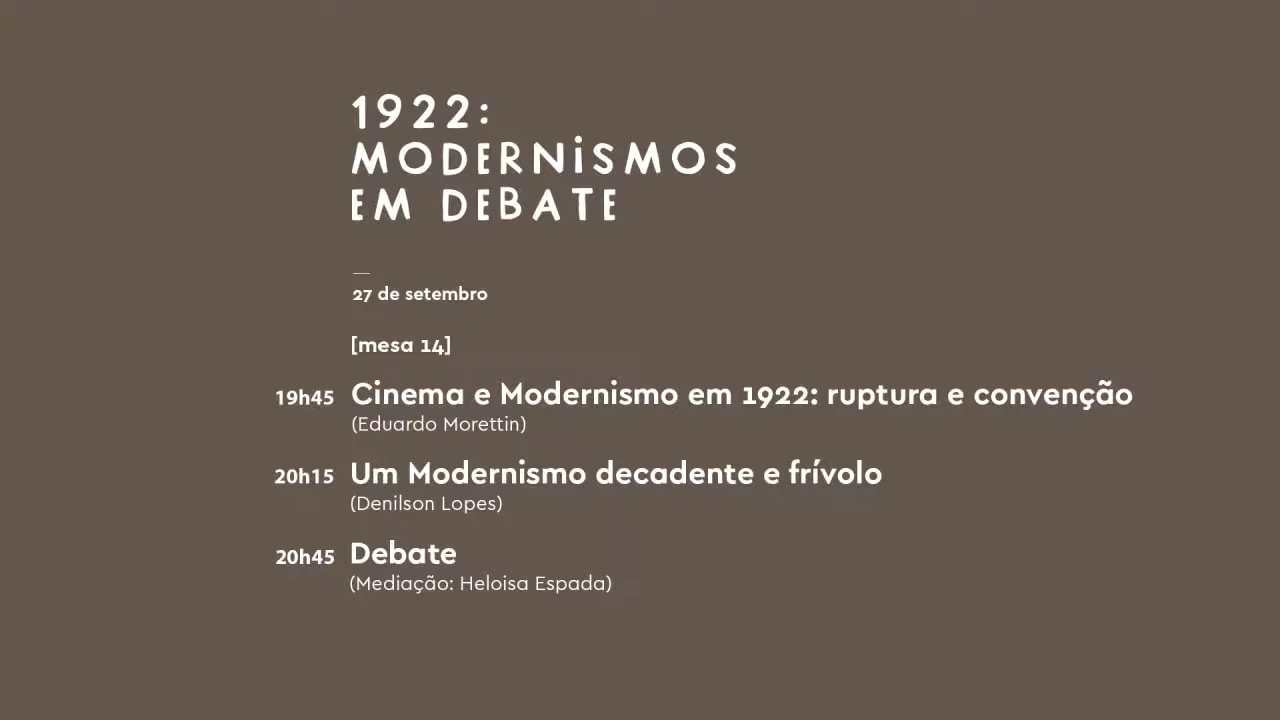 1922:
MODERNiSMOS
EM DEBATE
27 de setembro
[mesa 14]
19h45 Cinema e Modernismo em 1922: ruptura e convenção
(Eduardo Morettin)
20h15 Um Modernismo decadente e frívolo
(Denilson Lopes)
20h45 Debate
(Mediação: Heloisa Espada)